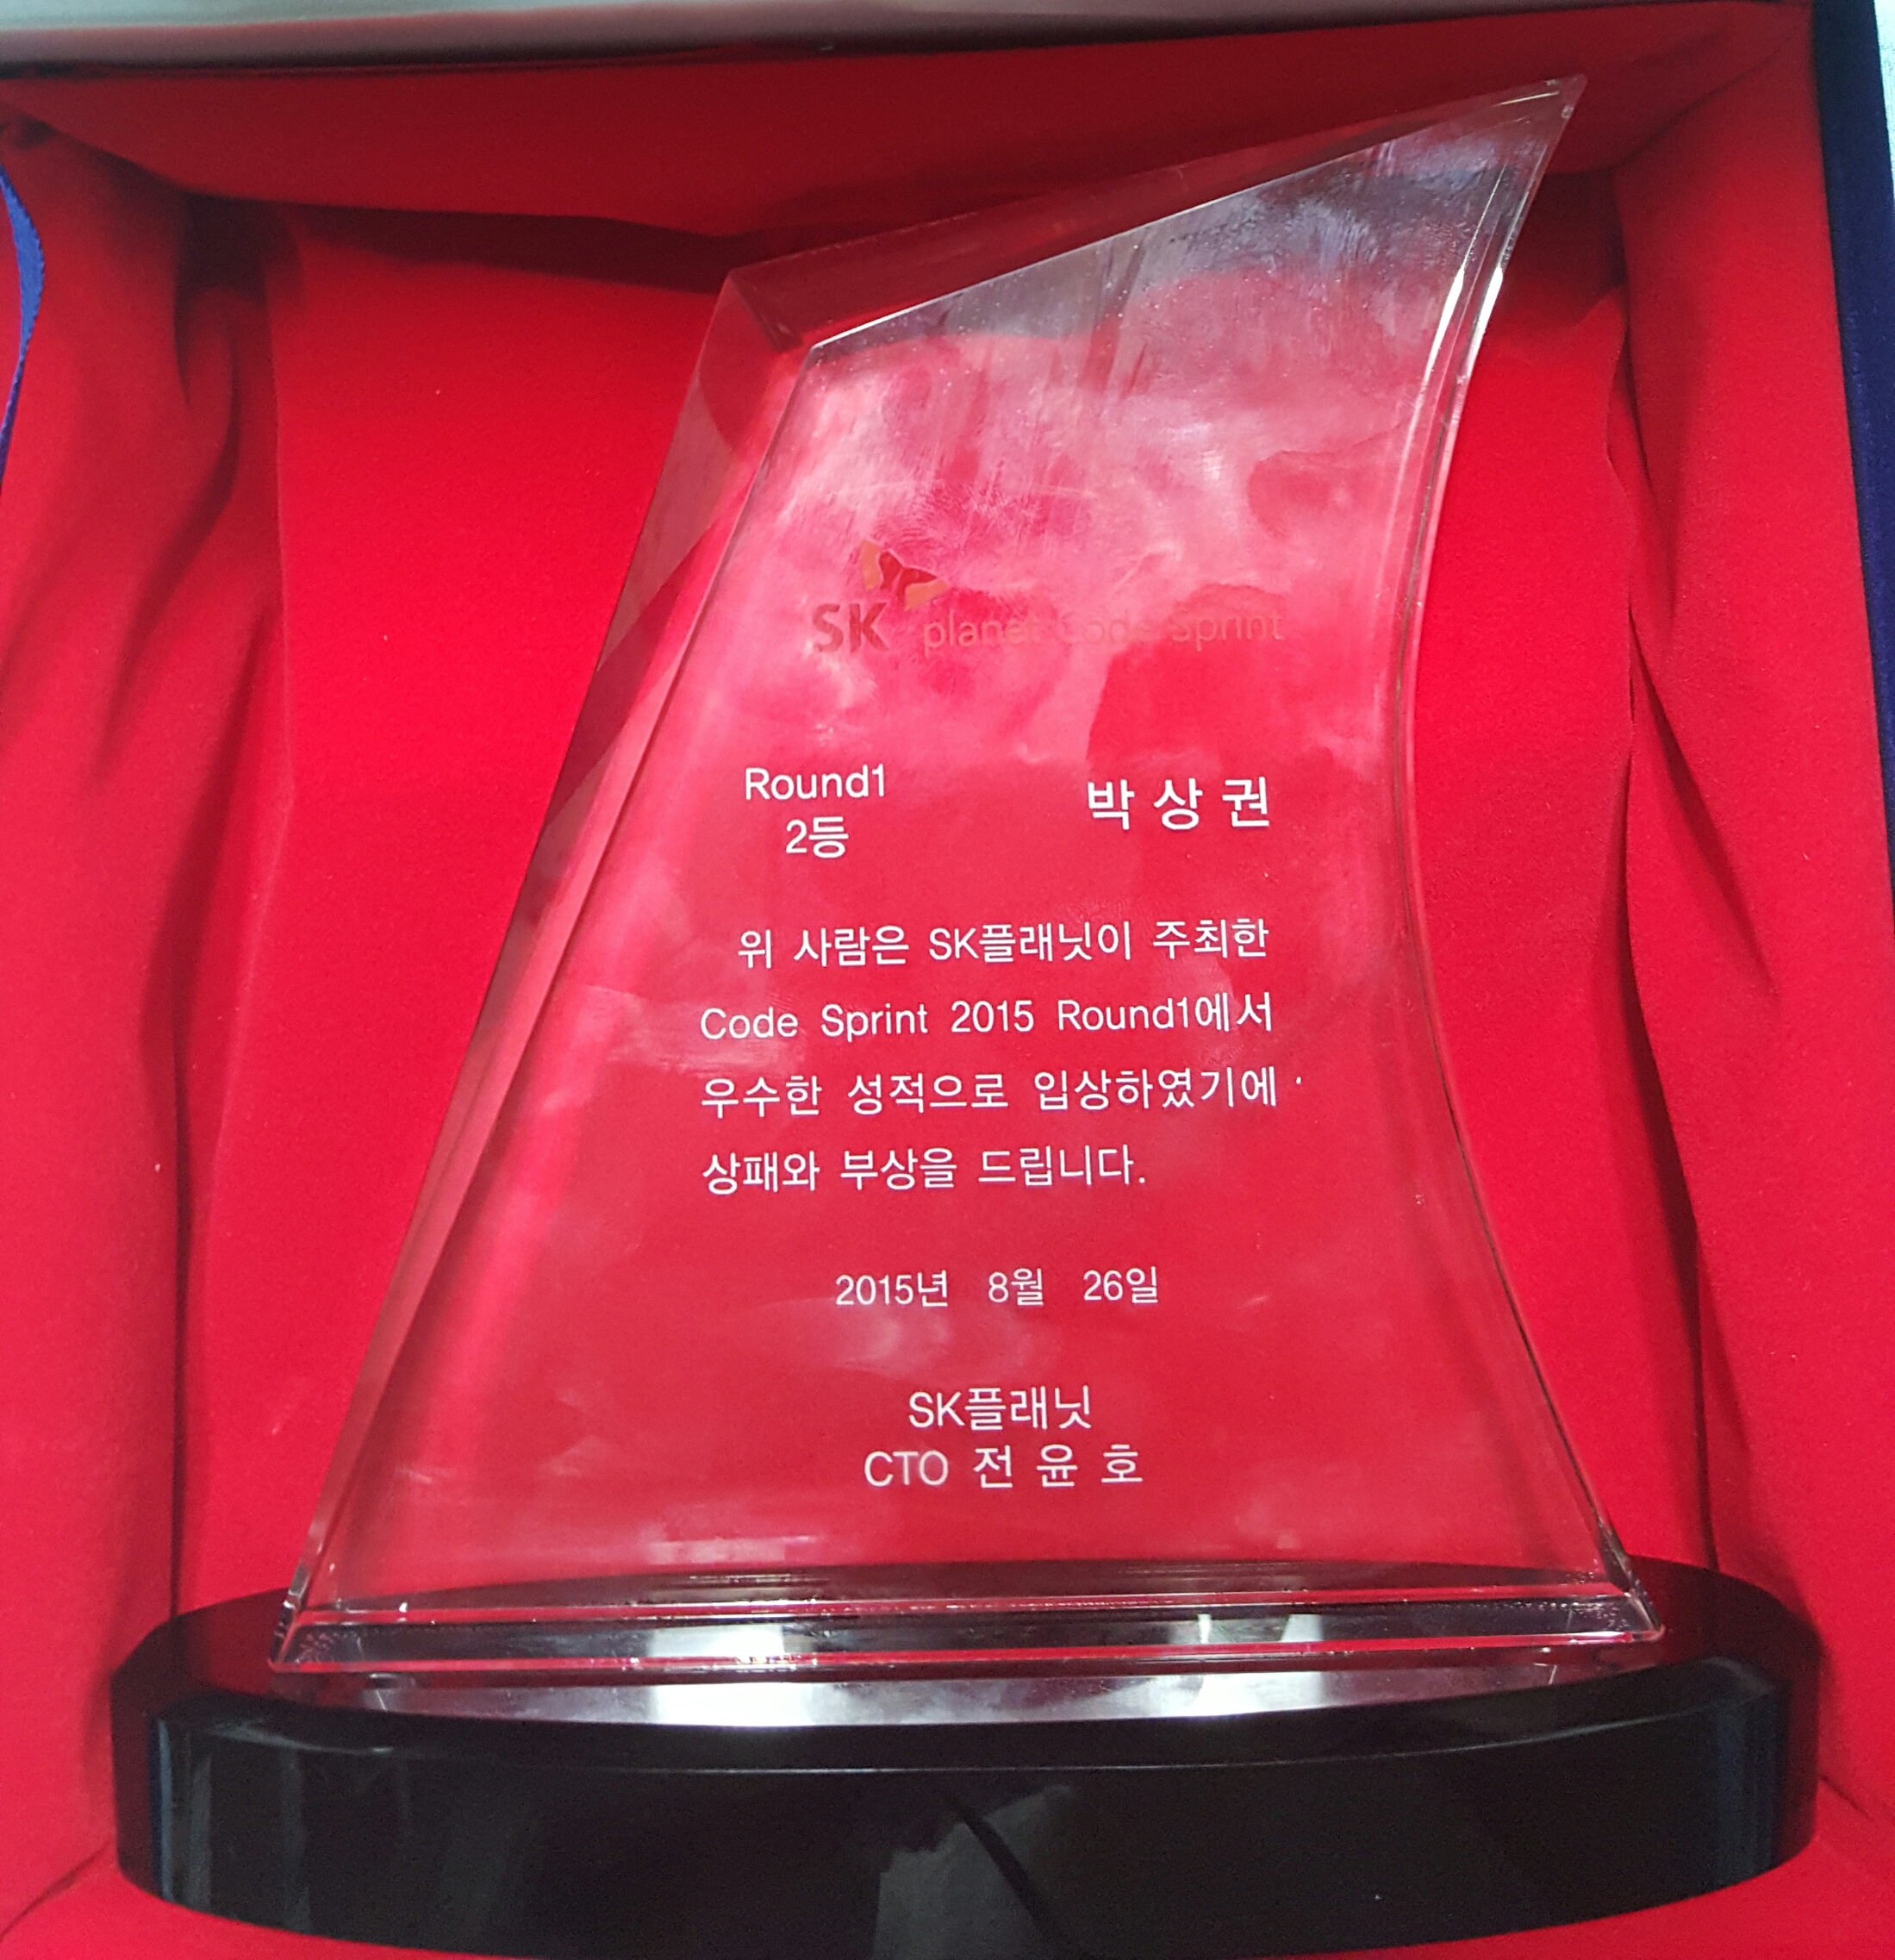 SK planet Code Sprint
Round1
2등
박 상 권
위 사람은 SK플래닛이 주최한
Code Sprint 2015 Round1에서
우수한 성적으로 입상하였기에
상패와 부상을 드립니다.
2015년 8월 26일
SK플래닛
CTO 전 윤 호